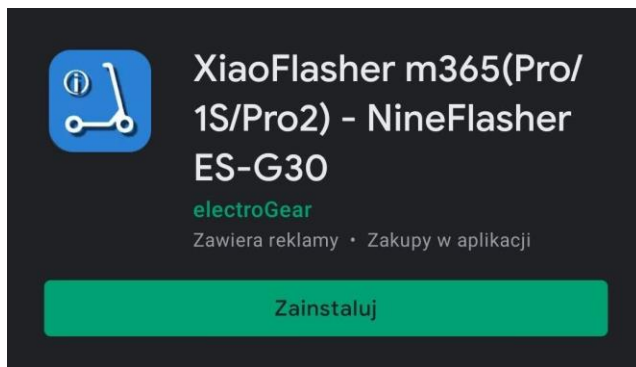 XiaoFlasher m365(Pro/
1S/Pro2) - NineFlasher
ES-G30
electroGear
Zawiera reklamy • Zakupy w aplikacji
Zainstaluj